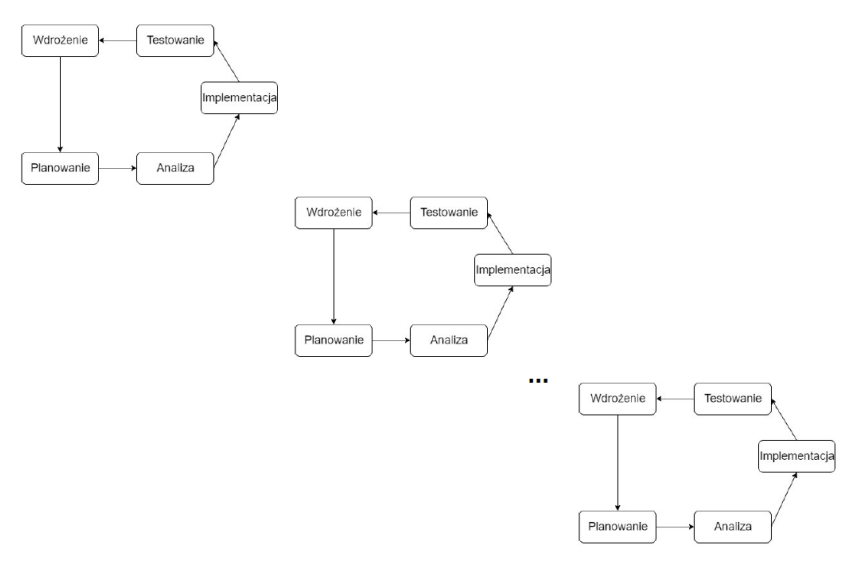 Wdrożenie
Testowanie
Implementacja
Planowanie
Analiza
Wdrożenie
Testowanie
Implementacja
Planowanie
Analiza
...
Wdrożenie
Testowanie
Implementacja
Planowanie
Analiza